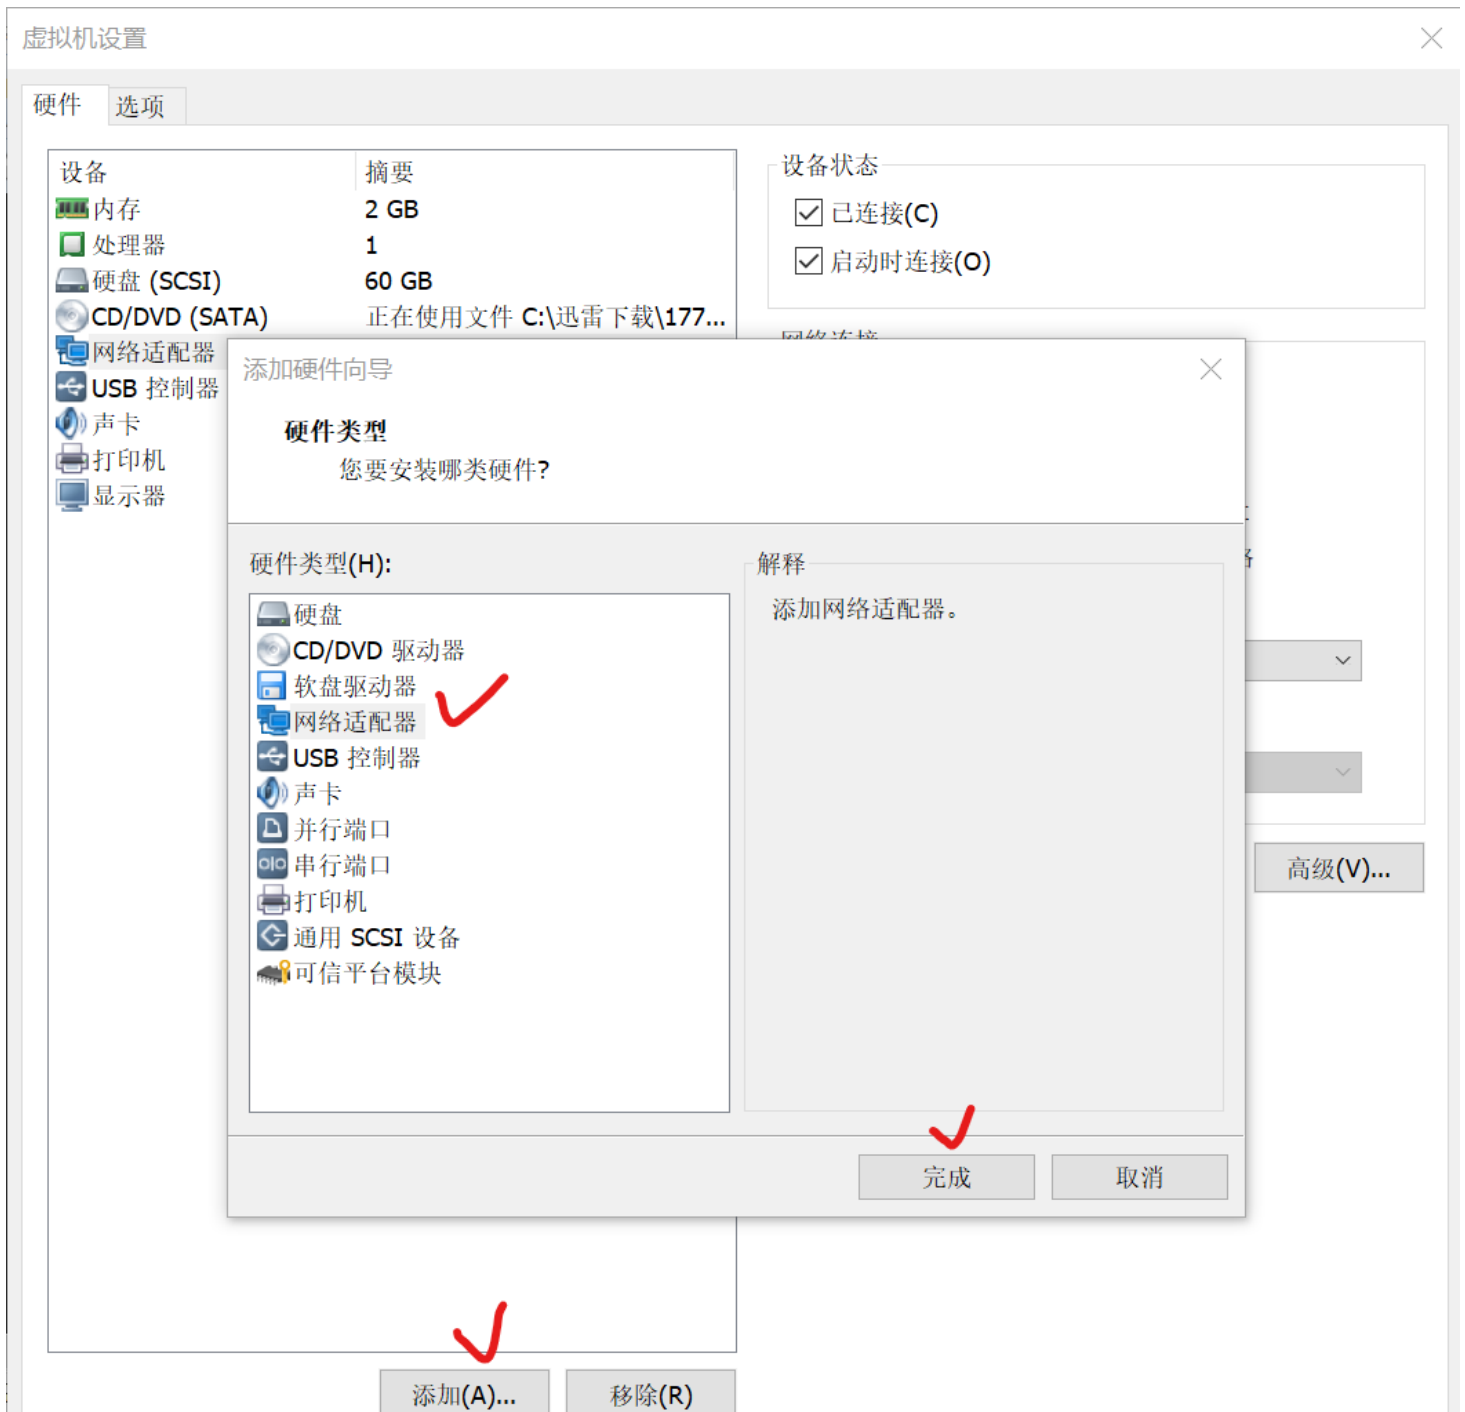 虚拟机设置
硬件 选项
设备 摘要
内存 2 GB
处理器 1
硬盘 (SCSI) 60 GB
CD/DVD (SATA) 正在使用文件 C:\迅雷下载\177...
网络适配器
USB 控制器
声卡
打印机
显示器
设备状态
已连接(C)
启动时连接(O)
网络连接
添加硬件向导
硬件类型
您要安装哪类硬件?
硬件类型(H):
硬盘
CD/DVD 驱动器
软盘驱动器
网络适配器
USB 控制器
声卡
并行端口
串行端口
打印机
通用 SCSI 设备
可信平台模块
解释
添加网络适配器。
完成 取消
高级(V)...
添加(A)... 移除(R)